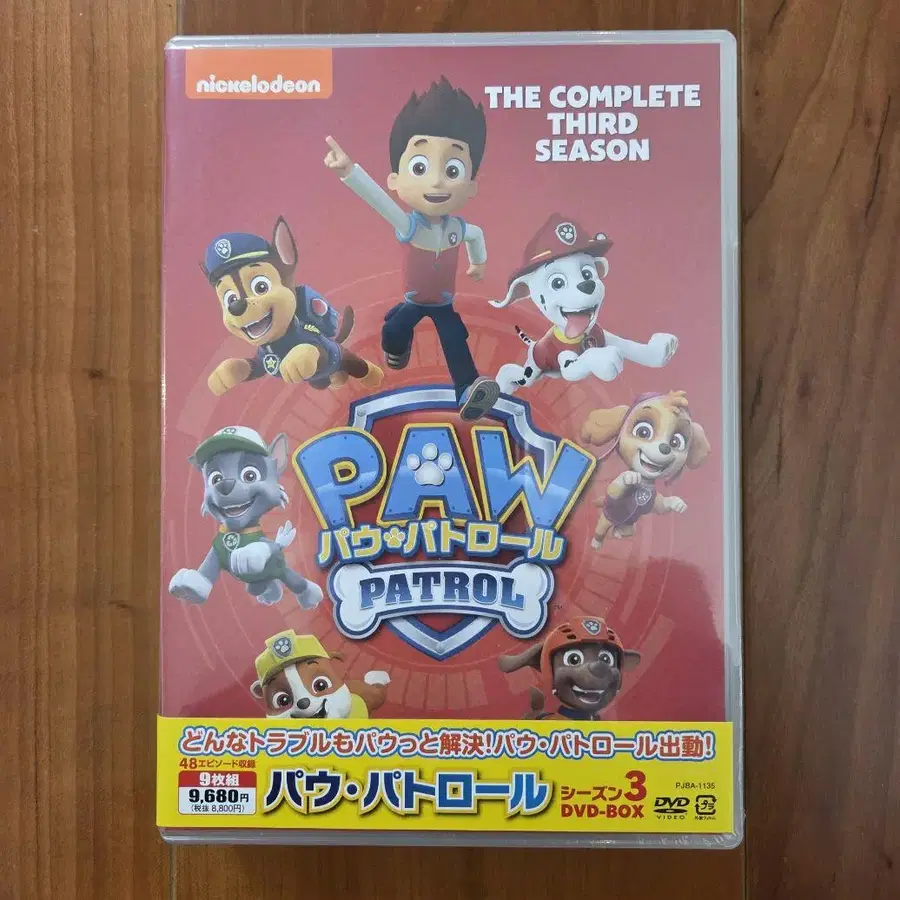 nickelodeon
THE COMPLETE
THIRD
SEASON
PAW
パウ・パトロール
PATROL
™
どんなトラブルもパウっと解決!パウ・パトロール出動!
48エピソード収録
9枚組
9,680円
(税抜 8,800円)
パウ・パトロール
シーズン3
DVD-BOX
PJBA-1135
DVD
VIDEO
プラ